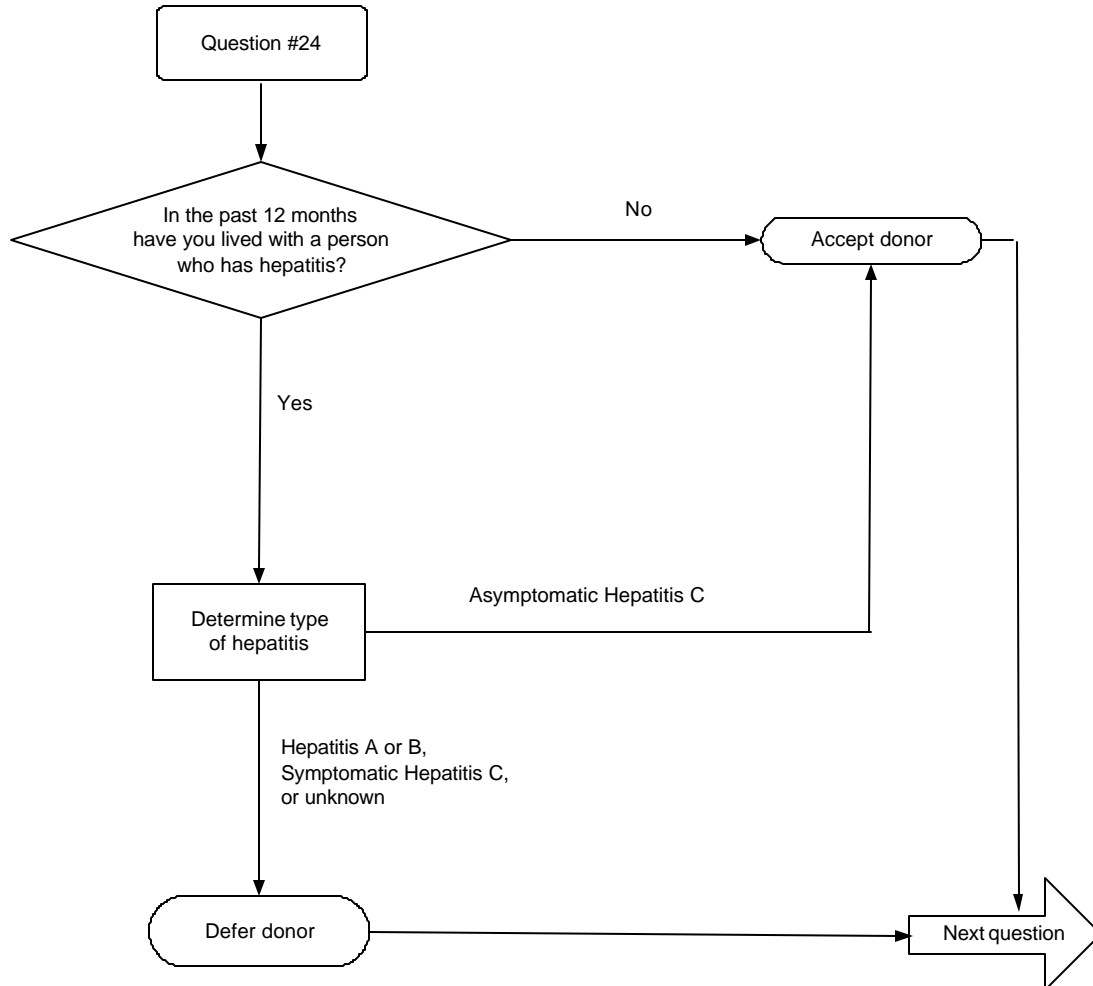 Question #24
In the past 12 months
have you lived with a person
who has hepatitis?
No
Accept donor
Yes
Determine type
of hepatitis
Asymptomatic Hepatitis C
Hepatitis A or B,
Symptomatic Hepatitis C,
or unknown
Defer donor
Next question